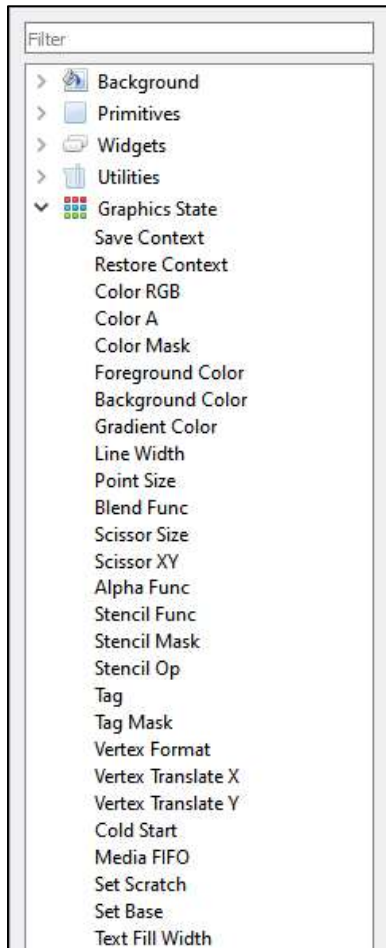 Filter
Background
Primitives
Widgets
Utilities
Graphics State
Save Context
Restore Context
Color RGB
Color A
Color Mask
Foreground Color
Background Color
Gradient Color
Line Width
Point Size
Blend Func
Scissor Size
Scissor XY
Alpha Func
Stencil Func
Stencil Mask
Stencil Op
Tag
Tag Mask
Vertex Format
Vertex Translate X
Vertex Translate Y
Cold Start
Media FIFO
Set Scratch
Set Base
Text Fill Width